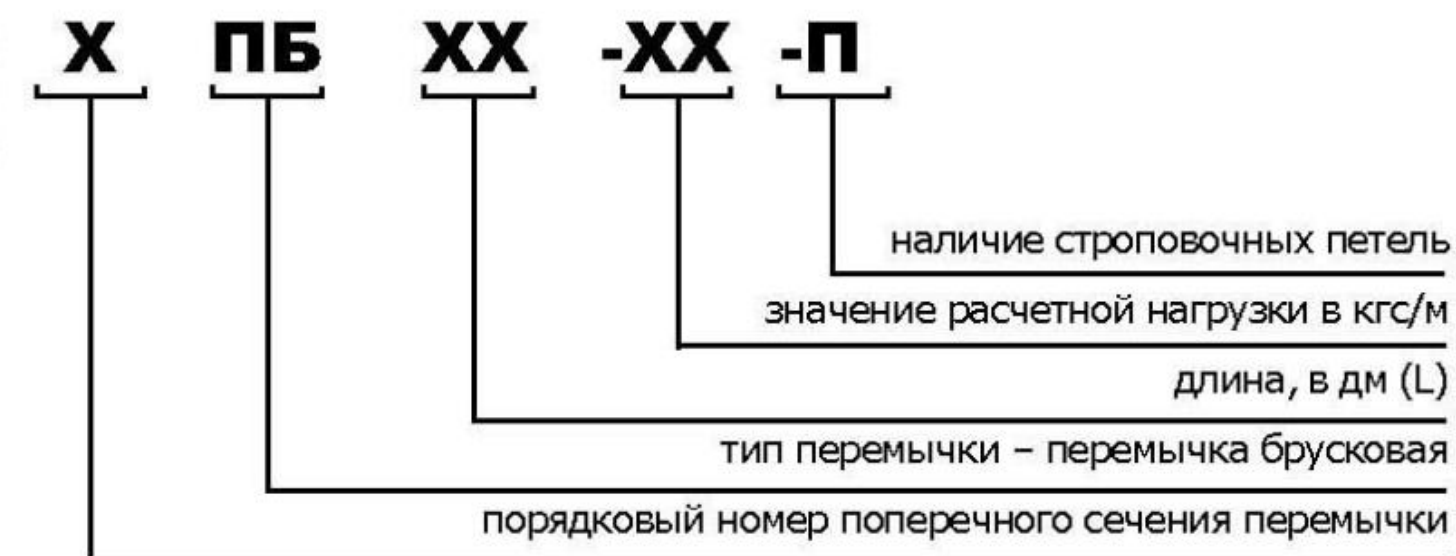 Х ПБ ХХ -ХХ -П
наличие строповочных петель
значение расчетной нагрузки в кгс/м
длина, в дм (L)
тип перемычки – перемычка брусковая
порядковый номер поперечного сечения перемычки